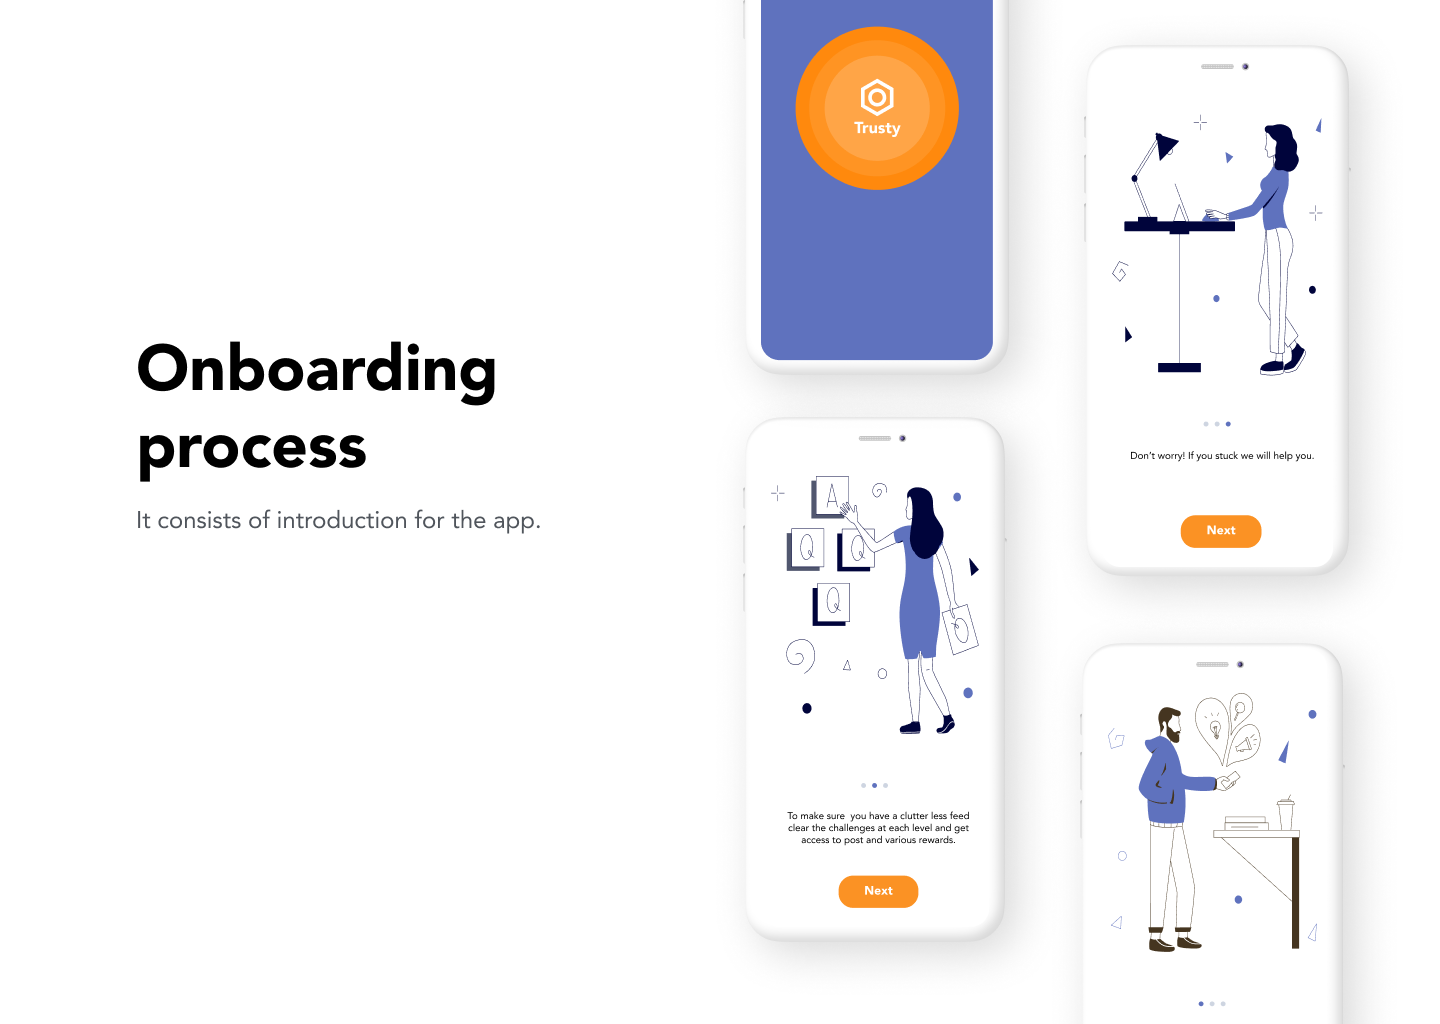 Onboarding
process
It consists of introduction for the app.
Trusty
A
Q
Q
Q
To make sure  you have a clutter less feed
clear the challenges at each level and get
access to post and various rewards.
Next
Don't worry! If you stuck we will help you.
Next